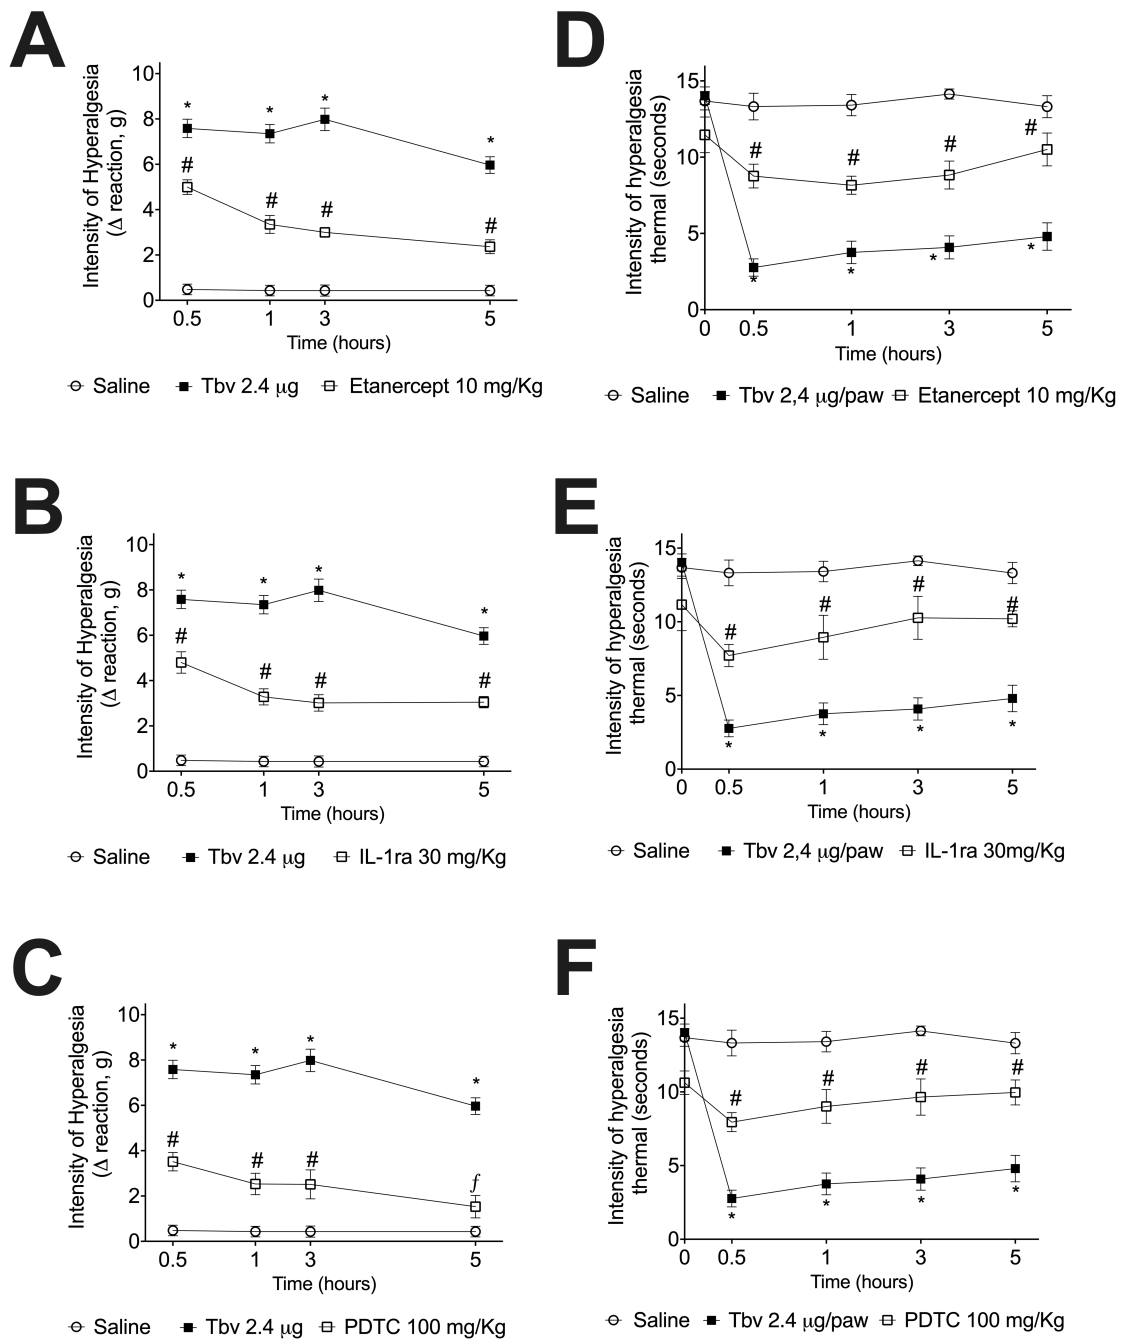 A
Intensity of Hyperalgesia
(Δ reaction, g)
10
8
6
4
2
0
* * * *
# # # #
0.5 1 3 5
Time (hours)
Saline Tbv 2.4 μg Etanercept 10 mg/Kg
D
Intensity of hyperalgesia
thermal (seconds)
15
10
5
0
# # # #
* * * *
0 0.5 1 3 5
Time (hours)
Saline Tbv 2,4 μg/paw Etanercept 10 mg/Kg
B
Intensity of Hyperalgesia
(Δ reaction, g)
10
8
6
4
2
0
* * * *
# # # #
0.5 1 3 5
Time (hours)
Saline Tbv 2.4 μg IL-1ra 30 mg/Kg
E
Intensity of hyperalgesia
thermal (seconds)
15
10
5
0
# # # #
* * * *
0 0.5 1 3 5
Time (hours)
Saline Tbv 2,4 μg/paw IL-1ra 30mg/Kg
C
Intensity of Hyperalgesia
(Δ reaction, g)
10
8
6
4
2
0
* * * *
# # # f
0.5 1 3 5
Time (hours)
Saline Tbv 2.4 μg PDTC 100 mg/Kg
F
Intensity of hyperalgesia
thermal (seconds)
15
10
5
0
# # # #
* * * *
0 0.5 1 3 5
Time (hours)
Saline Tbv 2.4 μg/paw PDTC 100 mg/Kg